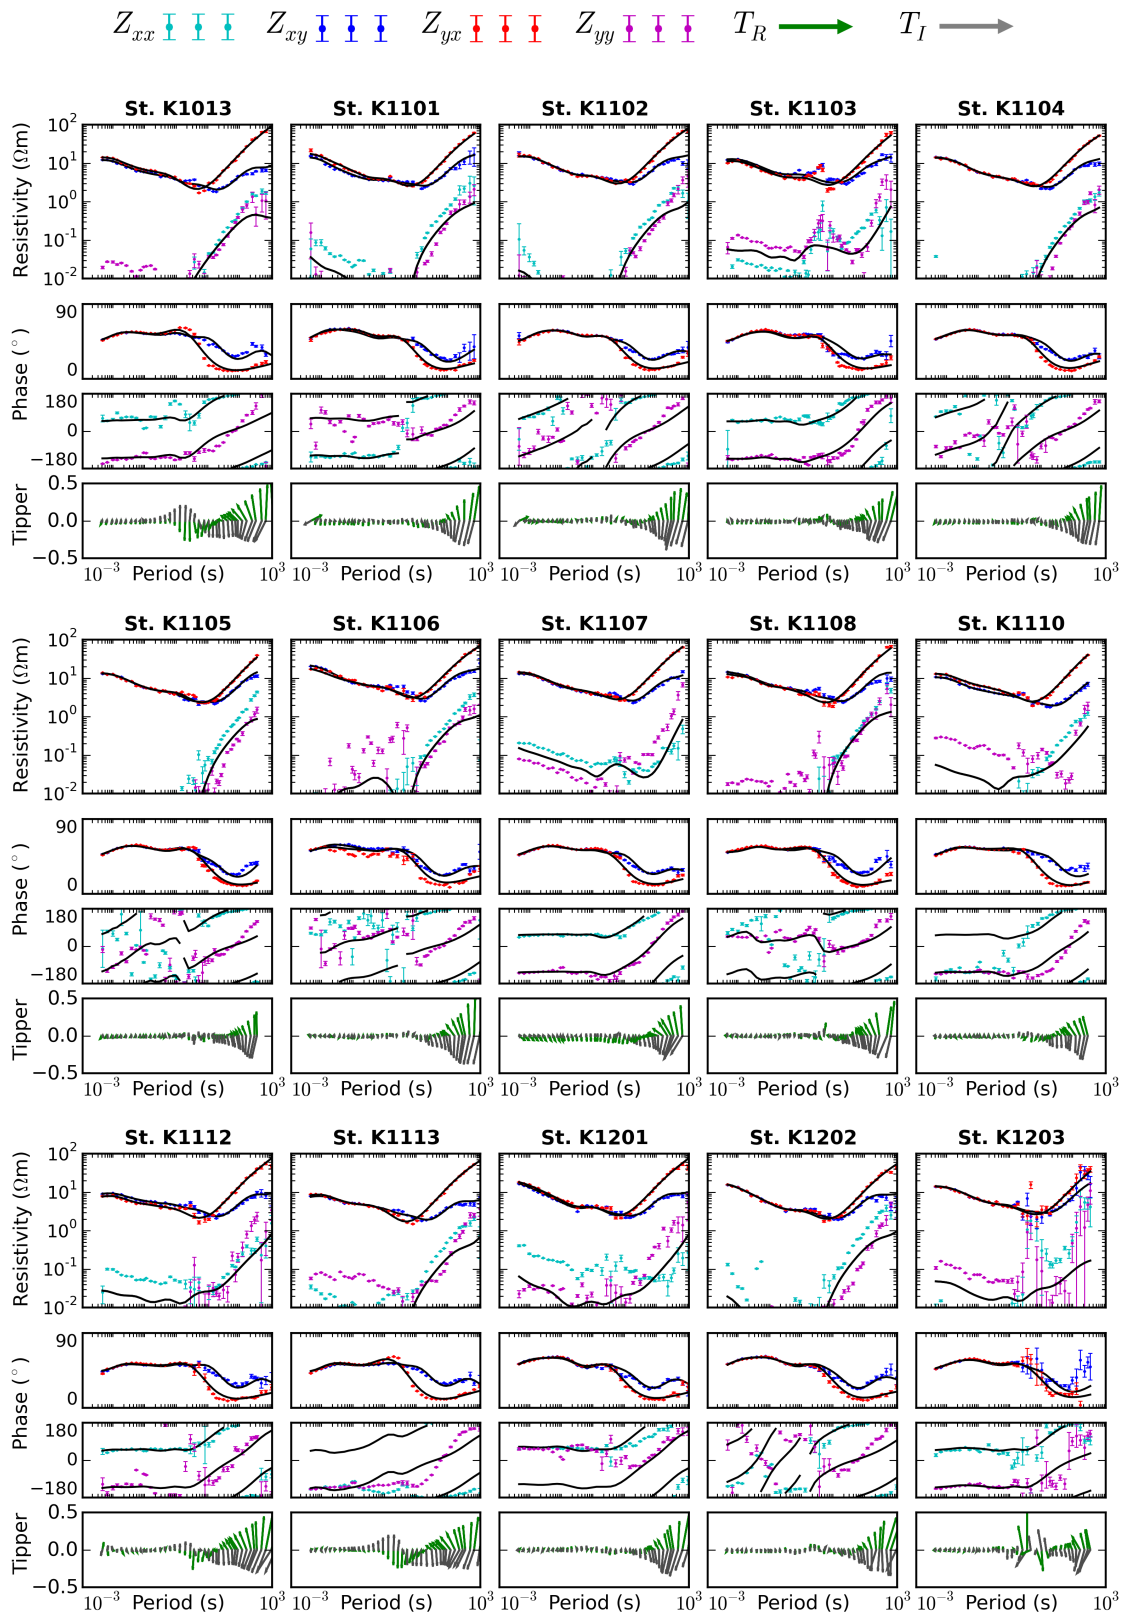 Z_xx Z_xy Z_yx Z_yy T_R T_I
St. K1013 St. K1101 St. K1102 St. K1103 St. K1104
Resistivity (Ωm)
10^2
10^1
10^0
10^-1
10^-2
Phase (°)
90
0
180
0
−180
Tipper
0.5
0.0
−0.5
10^-3 Period (s) 10^3 10^-3 Period (s) 10^3 10^-3 Period (s) 10^3 10^-3 Period (s) 10^3 10^-3 Period (s) 10^3
St. K1105 St. K1106 St. K1107 St. K1108 St. K1110
Resistivity (Ωm)
10^2
10^1
10^0
10^-1
10^-2
Phase (°)
90
0
180
0
−180
Tipper
0.5
0.0
−0.5
10^-3 Period (s) 10^3 10^-3 Period (s) 10^3 10^-3 Period (s) 10^3 10^-3 Period (s) 10^3 10^-3 Period (s) 10^3
St. K1112 St. K1113 St. K1201 St. K1202 St. K1203
Resistivity (Ωm)
10^2
10^1
10^0
10^-1
10^-2
Phase (°)
90
0
180
0
−180
Tipper
0.5
0.0
−0.5
10^-3 Period (s) 10^3 10^-3 Period (s) 10^3 10^-3 Period (s) 10^3 10^-3 Period (s) 10^3 10^-3 Period (s) 10^3